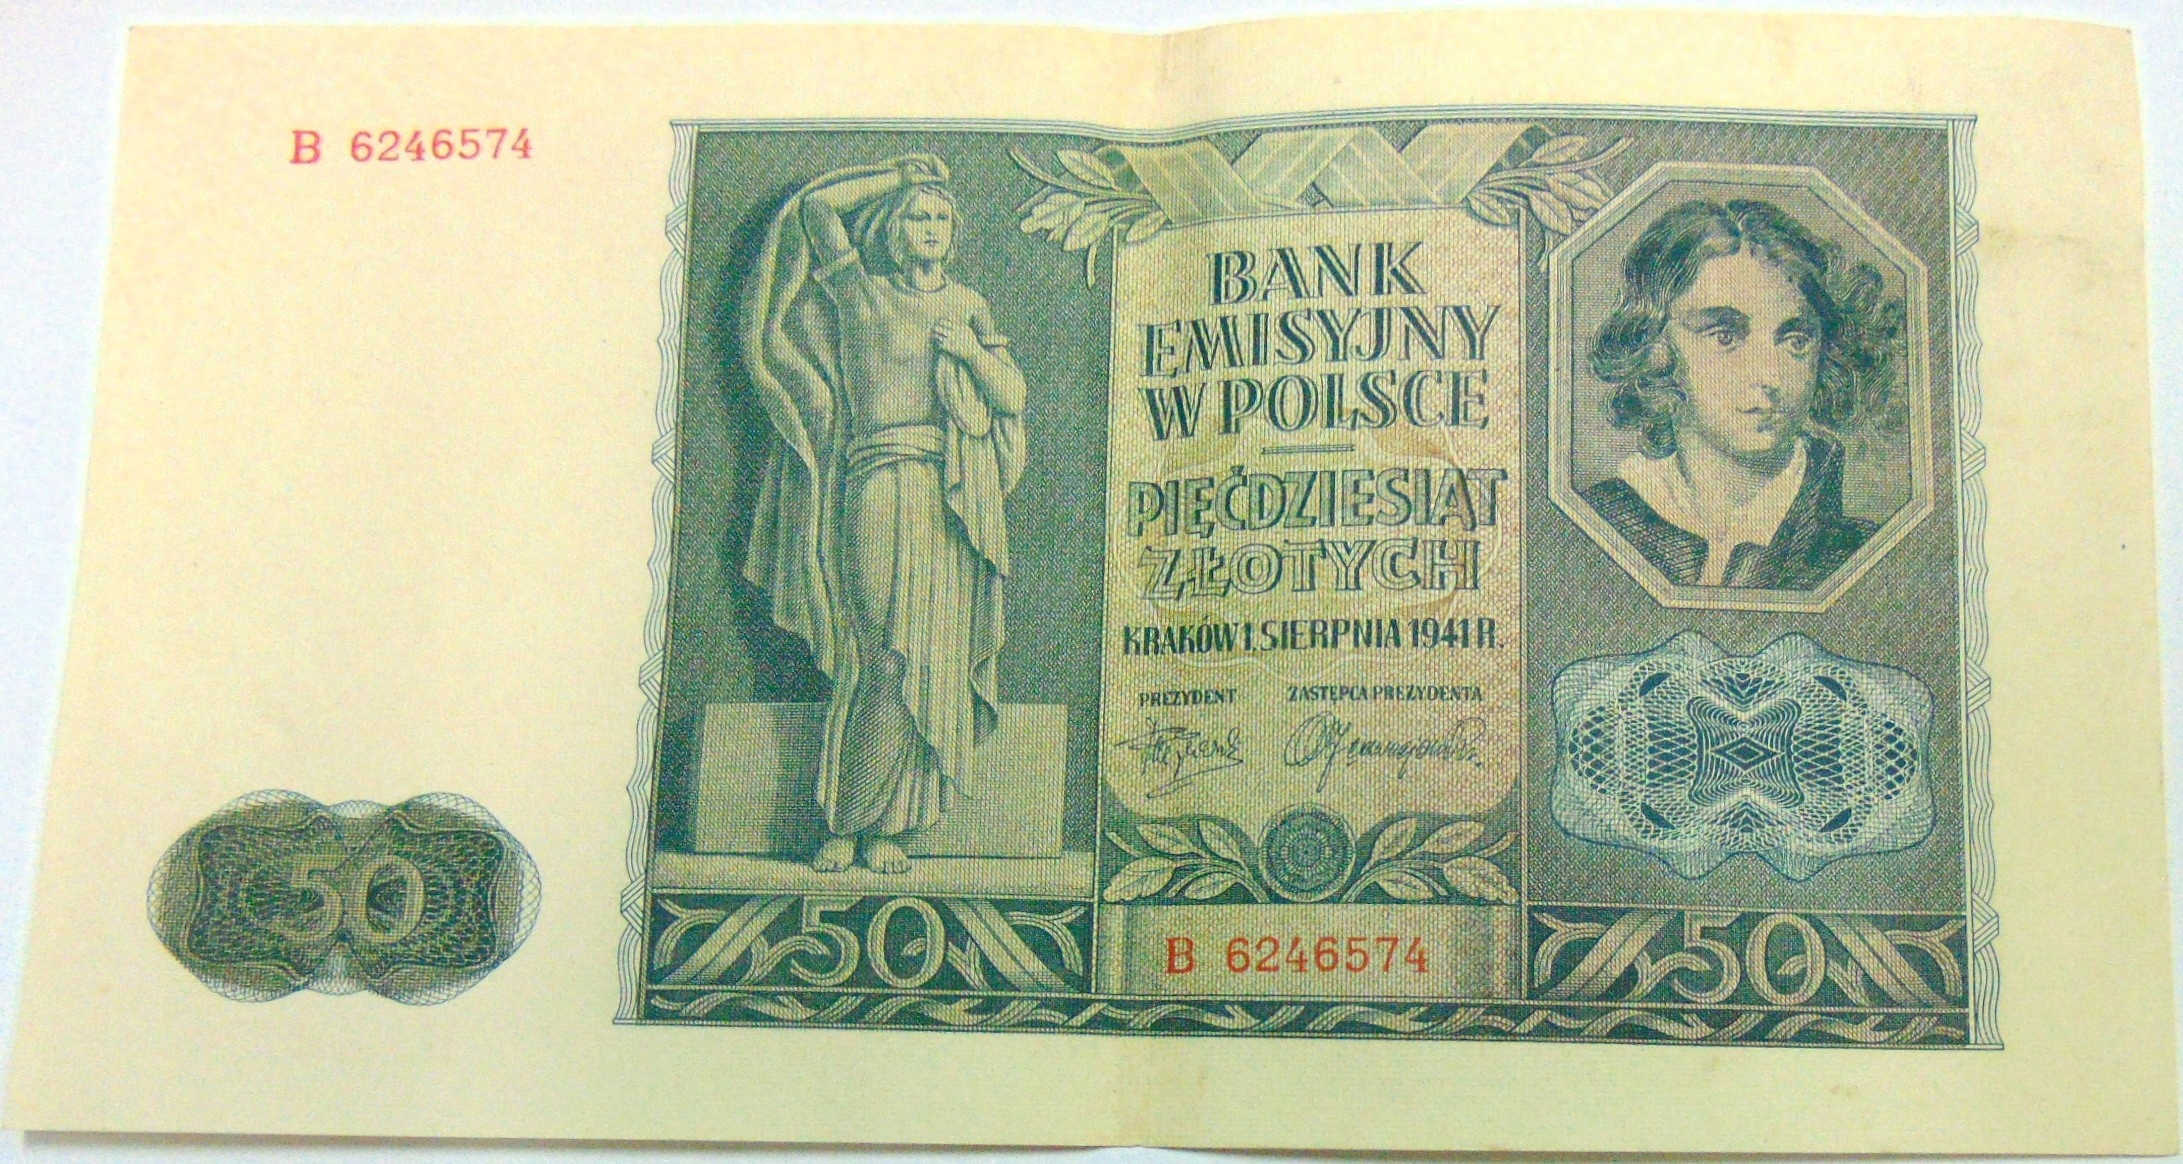 B 6246574
BANK
EMISYJNY
W POLSCE
PIĘĆDZIESIĄT
ZŁOTYCH
KRAKÓW 1. SIERPNIA 1941 R.
PREZYDENT ZASTĘPCA PREZYDENTA
50
50
B 6246574
50